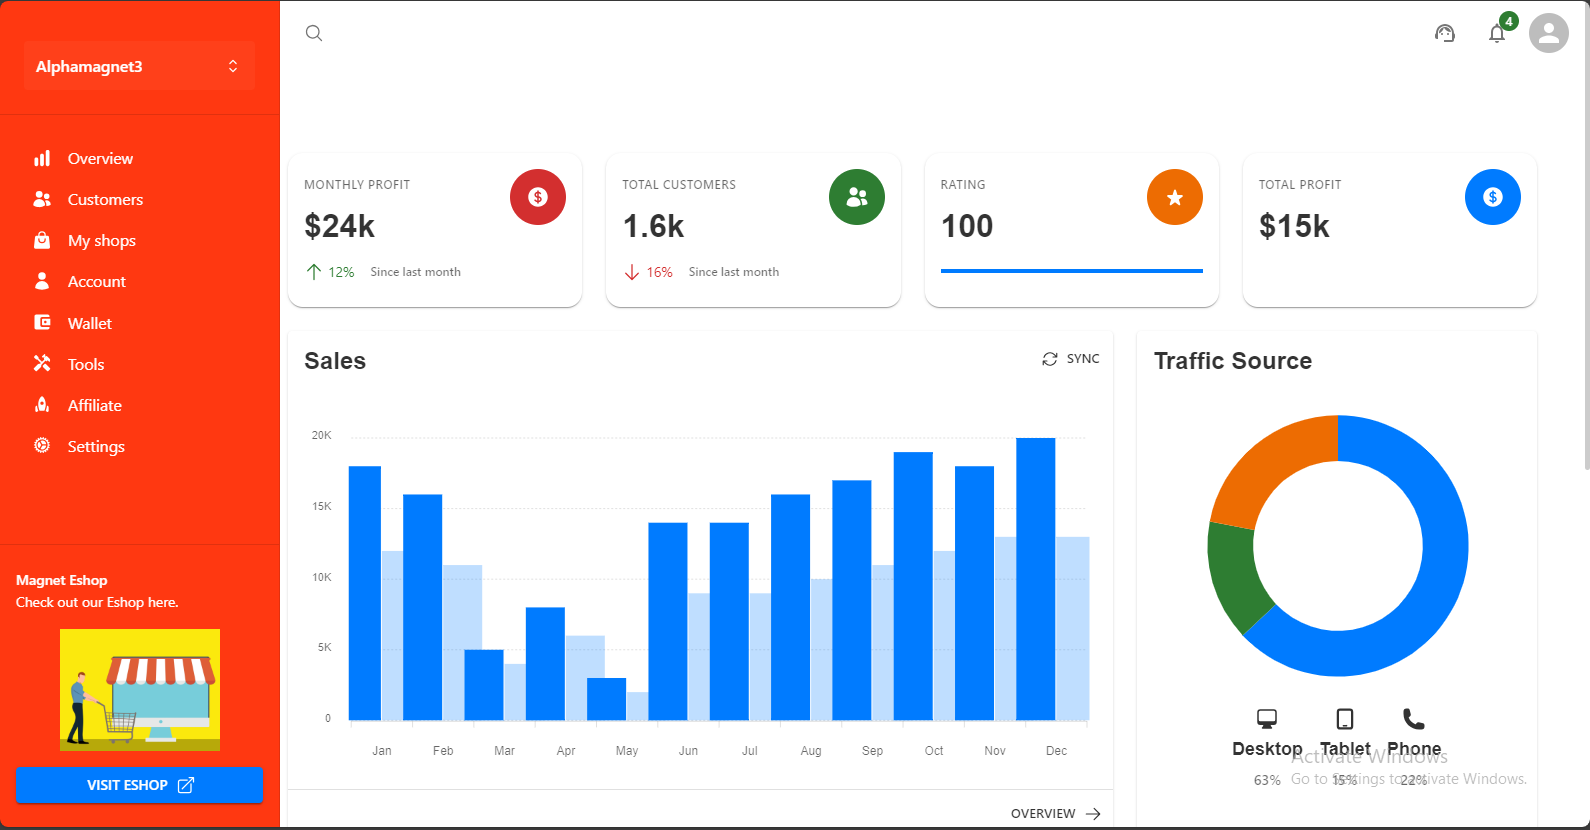 Alphamagnet3
4
Overview
Customers
My shops
Account
Wallet
Tools
Affiliate
Settings
Magnet Eshop
Check out our Eshop here.
VISIT ESHOP
MONTHLY PROFIT
$24k
12% Since last month
TOTAL CUSTOMERS
1.6k
16% Since last month
RATING
100
TOTAL PROFIT
$15k
Sales
SYNC
20K
15K
10K
5K
0
Jan Feb Mar Apr May Jun Jul Aug Sep Oct Nov Dec
OVERVIEW
Traffic Source
Desktop Tablet Phone
63% 15% 22%
Activate Windows
Go to Settings to activate Windows.